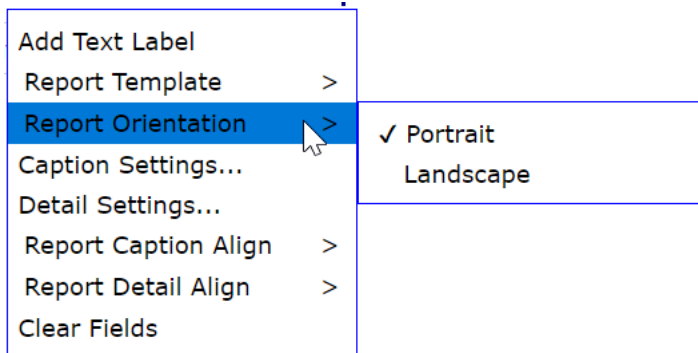 Add Text Label
Report Template >
Report Orientation >
Caption Settings...
Detail Settings...
Report Caption Align >
Report Detail Align >
Clear Fields
✓ Portrait
Landscape